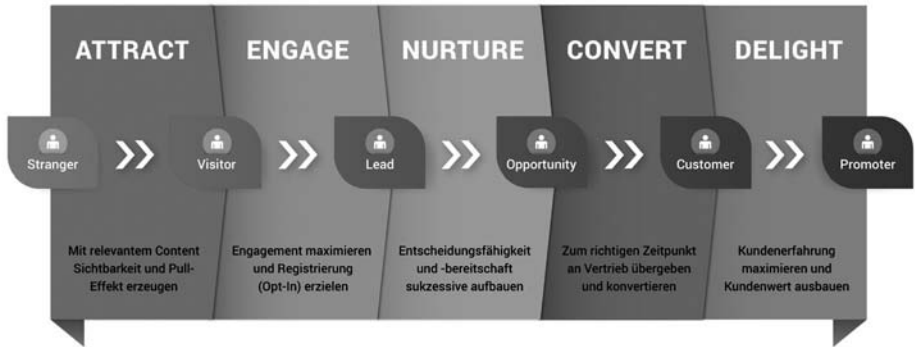 ATTRACT
ENGAGE
NURTURE
CONVERT
DELIGHT
Stranger
Visitor
Lead
Opportunity
Customer
Promoter
Mit relevantem Content
Sichtbarkeit und Pull-
Effekt erzeugen
Engagement maximieren
und Registrierung
(Opt-In) erzielen
Entscheidungsfähigkeit
und -bereitschaft
sukzessive aufbauen
Zum richtigen Zeitpunkt
an Vertrieb übergeben
und konvertieren
Kundenerfahrung
maximieren und
Kundenwert ausbauen